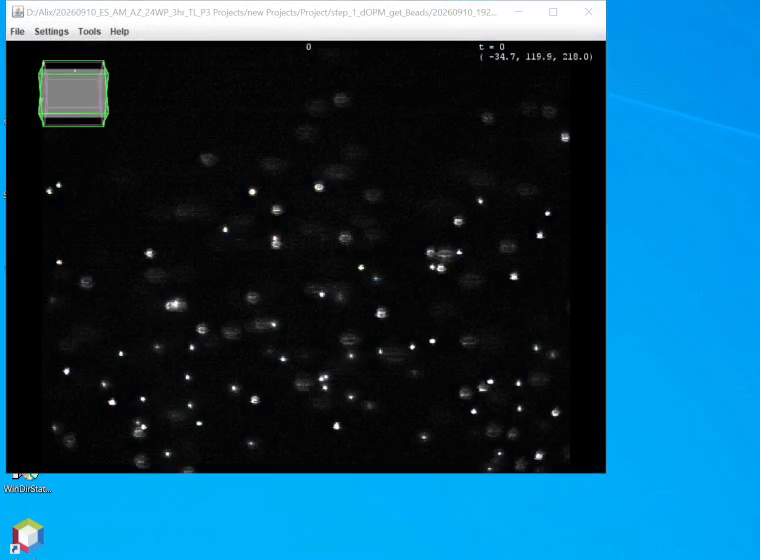 D:/Alix/20260910_ES_AM_AZ_24WP_3hr_TL_P3 Projects/new Projects/Project/step_1_dOPM_get_Beads/20260910_192...
File Settings Tools Help
0
t = 0
( -34.7, 119.9, 218.0)
WinDirStat...